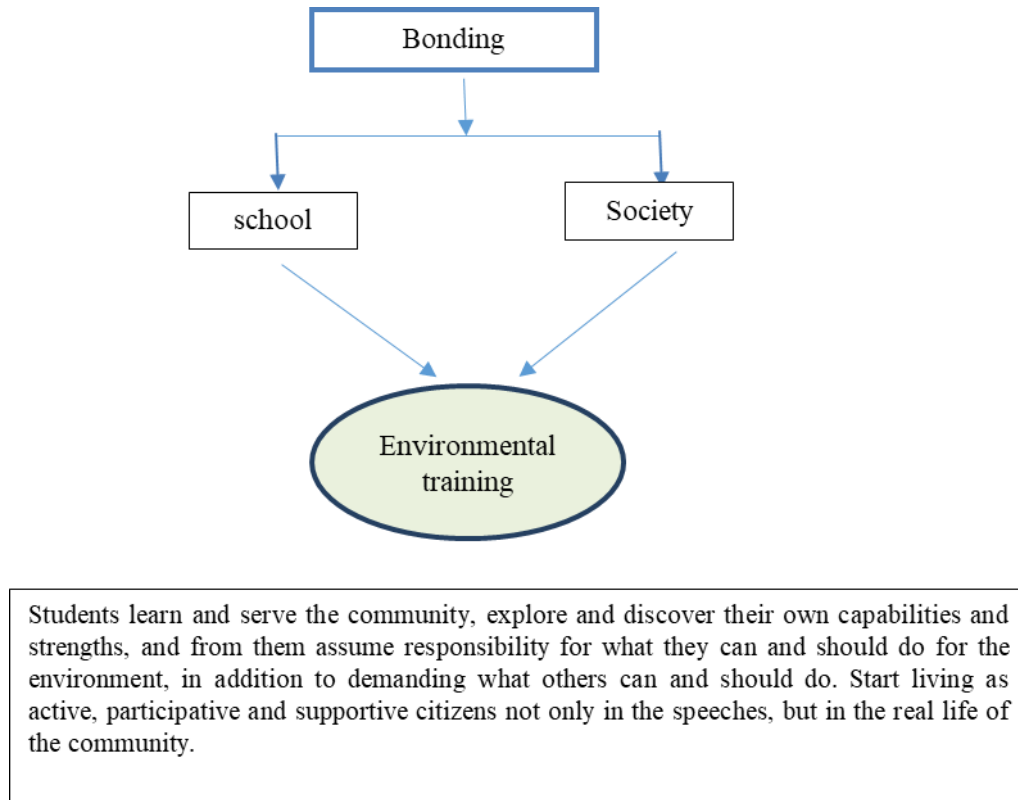 Bonding
school
Society
Environmental
training
Students learn and serve the community, explore and discover their own capabilities and
strengths, and from them assume responsibility for what they can and should do for the
environment, in addition to demanding what others can and should do. Start living as
active, participative and supportive citizens not only in the speeches, but in the real life of
the community.